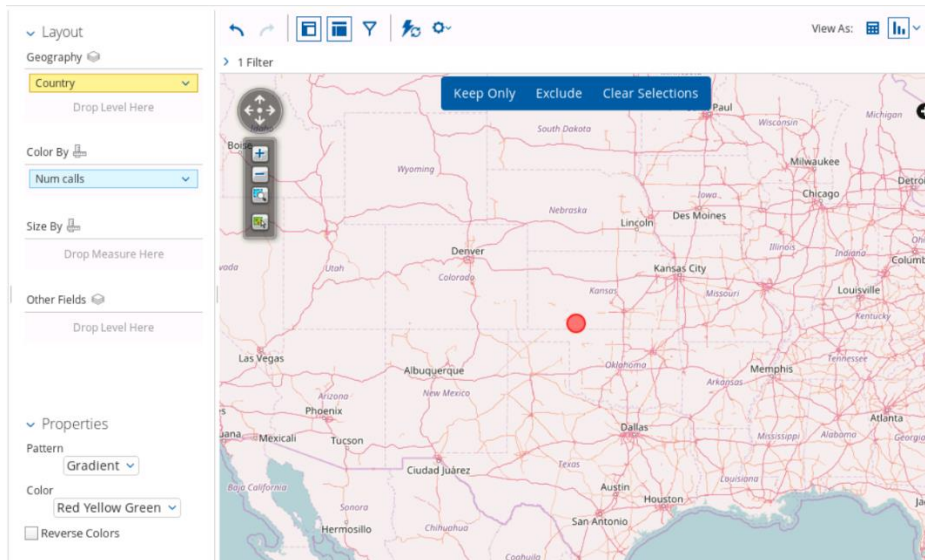 Layout
Geography
Country
Drop Level Here
Color By
Num calls
Size By
Drop Measure Here
Other Fields
Drop Level Here
Properties
Pattern
Gradient
Color
Red Yellow Green
Reverse Colors
View As:
1 Filter
Keep Only Exclude Clear Selections
Paul
Michigan
Wisconsin
South Dakota
Boise
Wyoming
Milwaukee
Chicago
Detro
Iowa
Nebraska
Des Moines
Lincoln
Denver
Illinois
Indiana
Ohi
Columb
vada
Utah
Colorado
Kansas City
Kansas
Missouri
Louisville
Kentucky
Las Vegas
Albuquerque
Oklahoma
Memphis
Tennessee
Arkansas
Arizona
New Mexico
Phoenix
Atlanta
uana
Mexicali
Tucson
Dallas
Mississippi
Alabama
Georgia
Ciudad Juárez
Texas
Louisiana
Baja California
Austin
Houston
Sonora
Hermosillo
Chihuahua
San Antonio
Ja
Coahuila